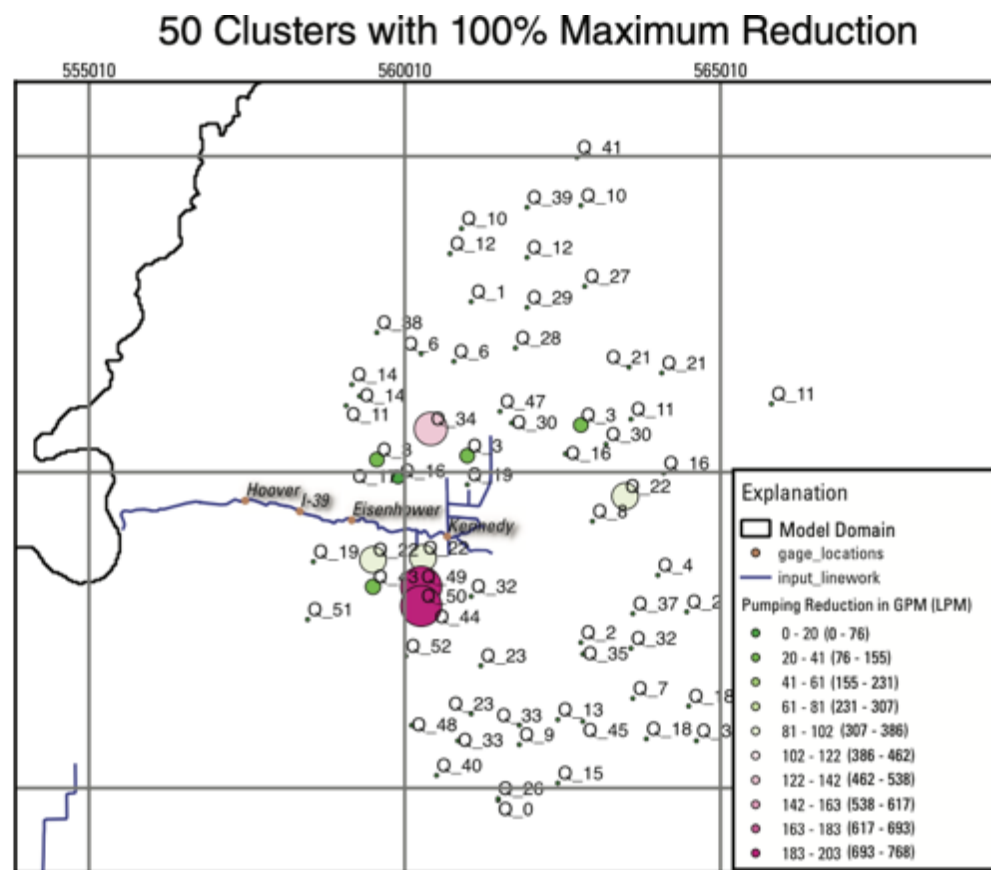 50 Clusters with 100% Maximum Reduction
555010 560010 565010
Q_41
Q_39 Q_10
Q_10
Q_12 Q_12
Q_27
Q_1 Q_29
Q_38
Q_6 Q_6 Q_28
Q_21 Q_21
Q_14
Q_14 Q_47 Q_3 Q_11 Q_11
Q_11 Q_34 Q_30
Q_30
Q_3 Q_3 Q_16
Q_16 Q_16
Q_19
Q_22
Hoover
I-39
Eisenhower Q_8
Kennedy
Q_19 Q_22 Q_22
Q_49 Q_4
Q_32
Q_50 Q_37 Q_2
Q_51 Q_44
Q_2 Q_32
Q_52 Q_23 Q_35
Q_7 Q_18
Q_23 Q_33 Q_13
Q_48 Q_33 Q_9 Q_45 Q_18 Q_3
Q_40 Q_15
Q_26
Q_0
Explanation
Model Domain
gage_locations
input_linework
Pumping Reduction in GPM (LPM)
0 - 20 (0 - 76)
20 - 41 (76 - 155)
41 - 61 (155 - 231)
61 - 81 (231 - 307)
81 - 102 (307 - 386)
102 - 122 (386 - 462)
122 - 142 (462 - 538)
142 - 163 (538 - 617)
163 - 183 (617 - 693)
183 - 203 (693 - 768)